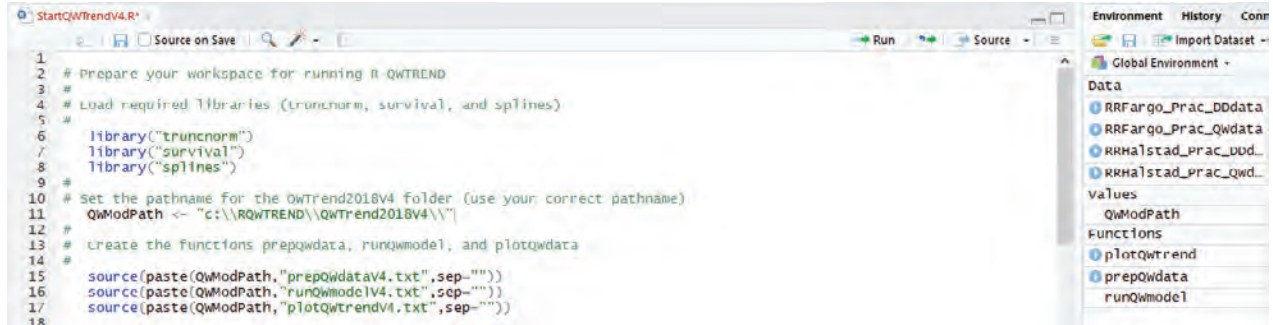 StartQWTrendV4.R*
Source on Save
Run
Source
1
2 # Prepare your workspace for running R-QWTREND
3 #
4 # Load required libraries (truncnorm, survival, and splines)
5 #
6 library("truncnorm")
7 library("survival")
8 library("splines")
9 #
10 # Set the pathname for the QWTrend2018V4 folder (use your correct pathname)
11 QWModPath <- "c:\\RQWTREND\\QWTrend2018V4\\"
12 #
13 # Create the functions prepQWdata, runQWmodel, and plotQWdata
14 #
15 source(paste(QWModPath,"prepQWdataV4.txt",sep=""))
16 source(paste(QWModPath,"runQWmodelV4.txt",sep=""))
17 source(paste(QWModPath,"plotQWtrendV4.txt",sep=""))
18
Environment History Conn
Import Dataset
Global Environment
Data
RRFargo_Prac_DDdata
RRFargo_Prac_QWdata
RRHalstad_Prac_DDd…
RRHalstad_Prac_QWd…
Values
QWModPath
Functions
plotQWtrend
prepQWdata
runQWmodel